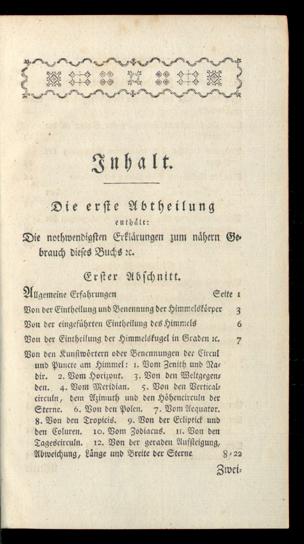 Inhalt.
Die erste Abtheilung
enthält:
Die nothwendigsten Erklärungen zum nähern Ge-
brauch dieses Buchs ꝛc.
Erster Abschnitt.
Allgemeine Erfahrungen Seite 1
Von der Eintheilung und Benennung der Himmelskörper 3
Von der eingeführten Eintheilung des Himmels 6
Von der Eintheilung der Himmelskugel in Graden ꝛc. 7
Von den Kunstwörtern oder Benennungen der Circul
und Puncte am Himmel: 1. Vom Zenith und Na-
dir. 2. Vom Horizont. 3. Von den Weltgegen-
den. 4. Vom Meridian. 5. Von den Vertical-
circuln, dem Azimuth und den Höhencirculn der
Sterne. 6. Von den Polen. 7. Vom Aequator.
8. Von den Tropicis. 9. Von der Ecliptick und
den Coluren. 10. Vom Zodiacus. 11. Von den
Tagescirculn. 12. Von der geraden Aufsteigung,
Abweichung, Länge und Breite der Sterne 8-22
Zwei-